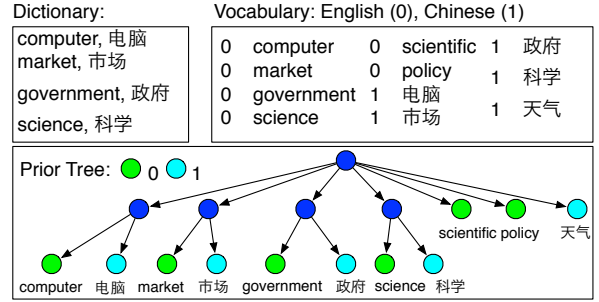 Dictionary:
computer, 电脑
market, 市场
government, 政府
science, 科学
Vocabulary: English (0), Chinese (1)
0 computer 0 scientific 1 政府
0 market 0 policy 1 科学
0 government 1 电脑 1 天气
0 science 1 市场
Prior Tree: 0 1
scientific policy 天气
computer 电脑 market 市场 government 政府 science 科学